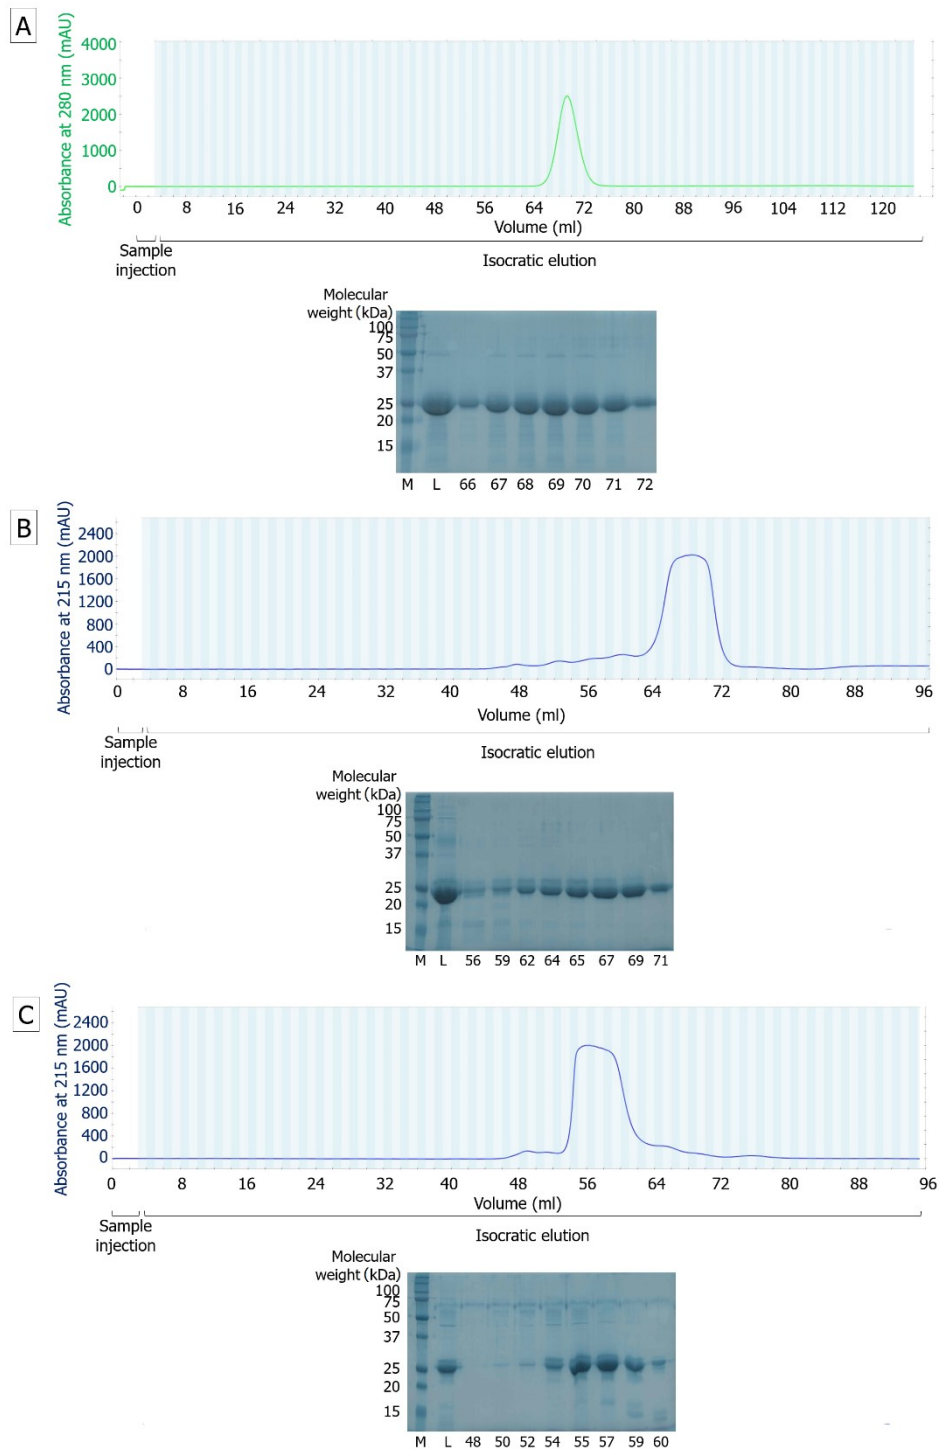 A
Absorbance at 280 nm (mAU)
4000
3000
2000
1000
0
0 8 16 24 32 40 48 56 64 72 80 88 96 104 112 120
Volume (ml)
Sample
injection
Isocratic elution
Molecular
weight (kDa)
100
75
50
37
25
20
15
M L 66 67 68 69 70 71 72
B
Absorbance at 215 nm (mAU)
2400
2000
1600
1200
800
400
0
0 8 16 24 32 40 48 56 64 72 80 88 96
Volume (ml)
Sample
injection
Isocratic elution
Molecular
weight (kDa)
100
75
50
37
25
20
15
M L 56 59 62 64 65 67 69 71
C
Absorbance at 215 nm (mAU)
2400
2000
1600
1200
800
400
0
0 8 16 24 32 40 48 56 64 72 80 88 96
Volume (ml)
Sample
injection
Isocratic elution
Molecular
weight (kDa)
100
75
50
37
25
20
15
M L 48 50 52 54 55 57 59 60